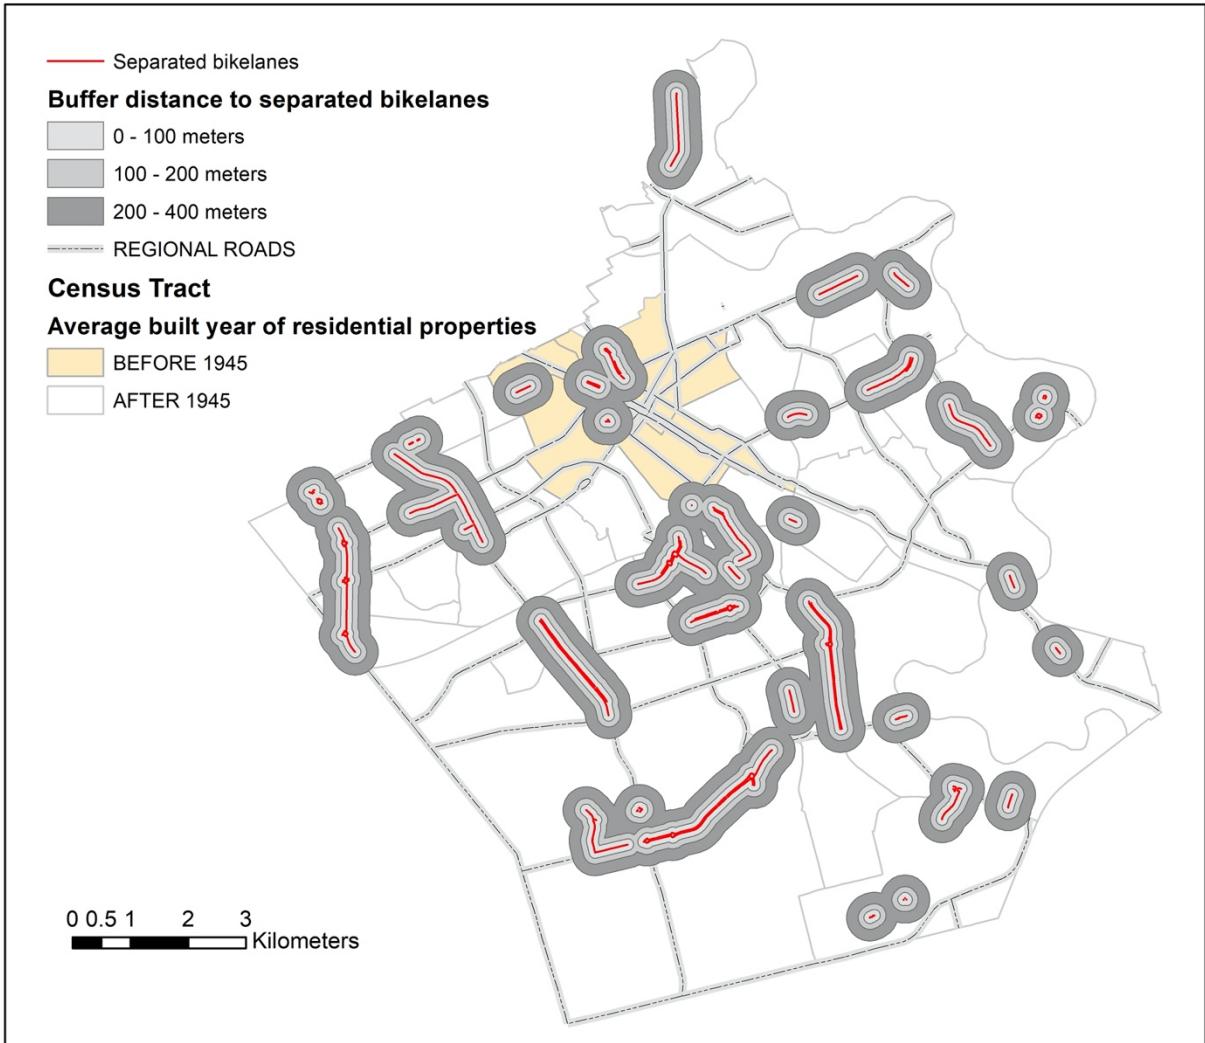 Separated bikelanes
Buffer distance to separated bikelanes
0 - 100 meters
100 - 200 meters
200 - 400 meters
REGIONAL ROADS
Census Tract
Average built year of residential properties
BEFORE 1945
AFTER 1945
0 0.5 1 2 3
Kilometers